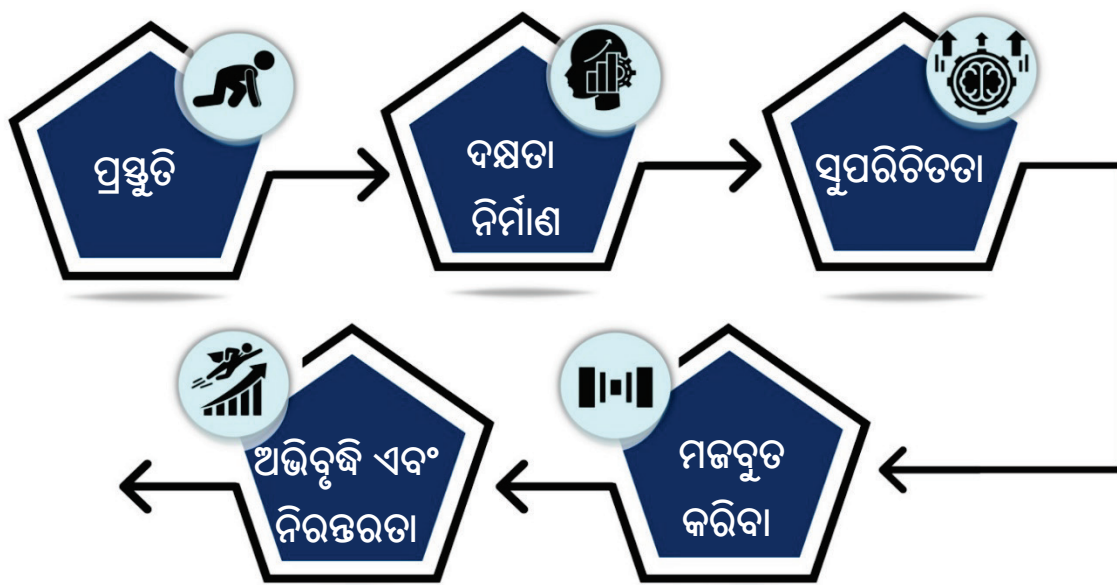 ପ୍ରସ୍ତୁତି
ଦକ୍ଷତା
ନିର୍ମାଣ
ସୁପରିଚିତତା
ମଜବୁତ
କରିବା
ଅଭିବୃଦ୍ଧି ଏବଂ
ନିରନ୍ତରତା